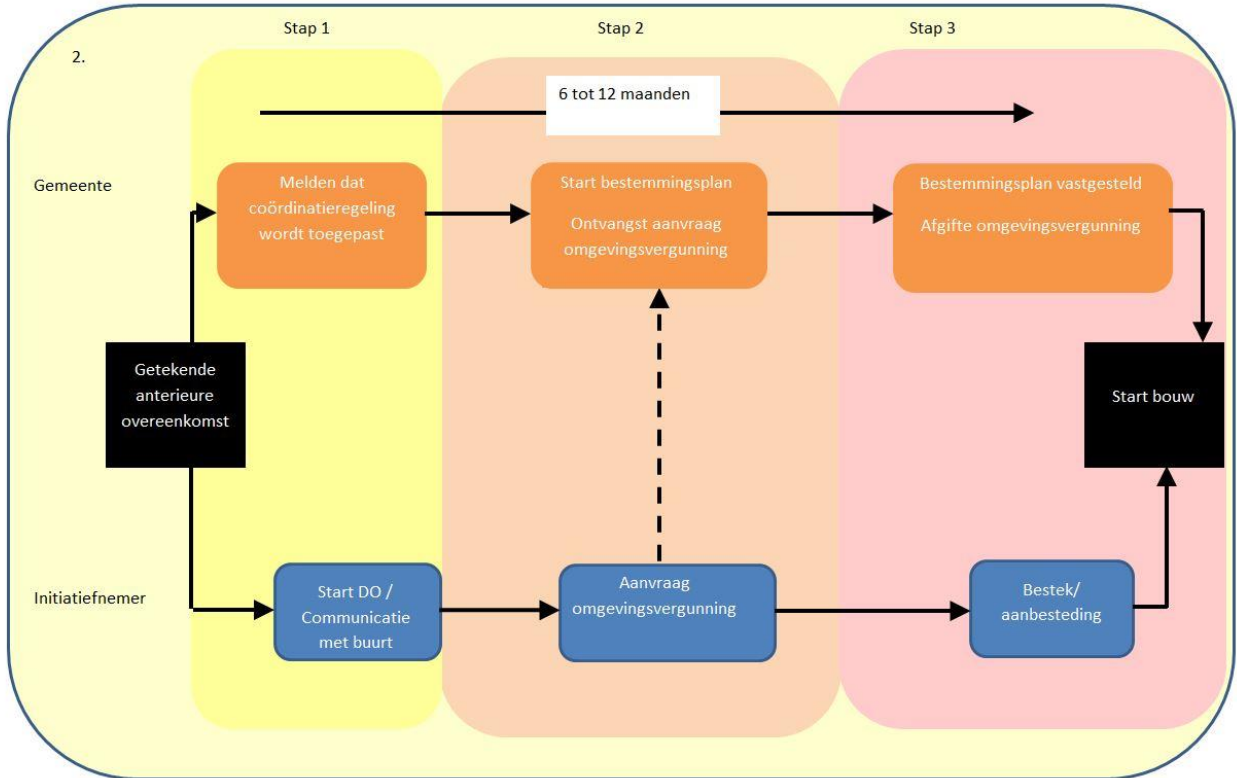 Stap 1
Stap 2
Stap 3
2.
6 tot 12 maanden
Gemeente
Melden dat
coördinatieregeling
wordt toegepast
Start bestemmingsplan
Ontvangst aanvraag
omgevingsvergunning
Bestemmingsplan vastgesteld
Afgifte omgevingsvergunning
Getekende
anterieure
overeenkomst
Start bouw
Initiatiefnemer
Start DO /
Communicatie
met buurt
Aanvraag
omgevingsvergunning
Bestek/
aanbesteding